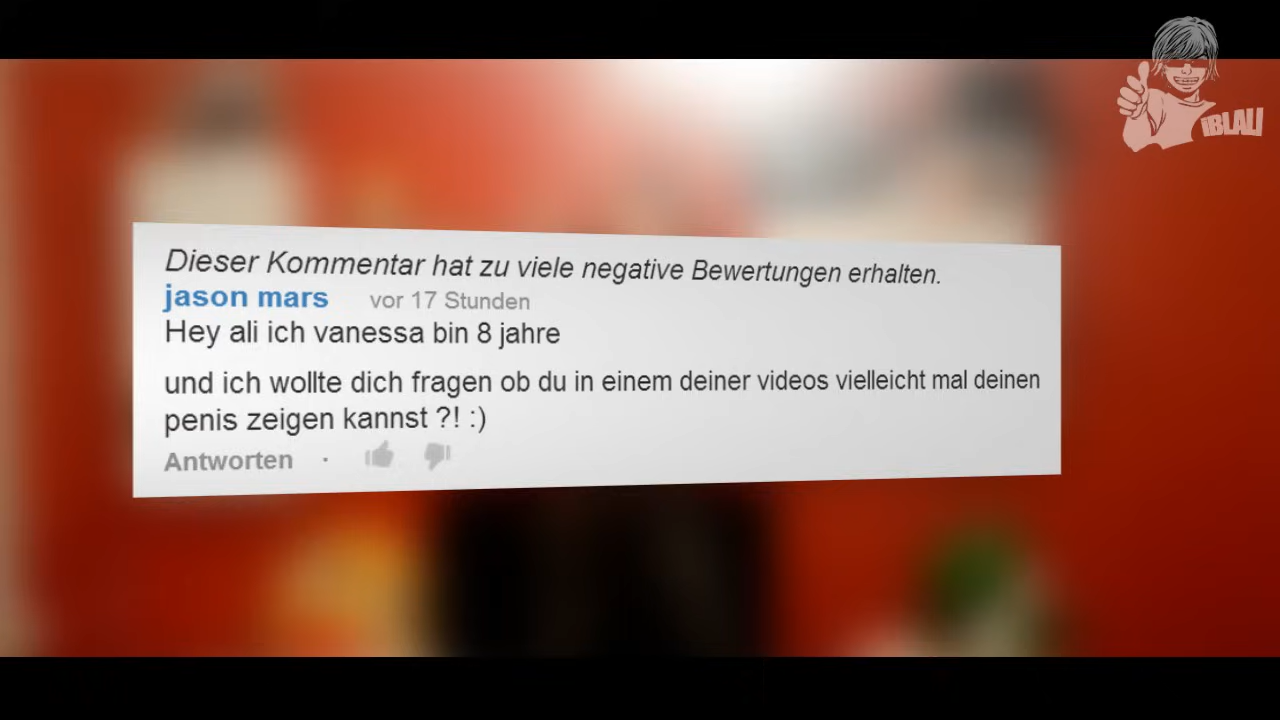 iBLALI
Dieser Kommentar hat zu viele negative Bewertungen erhalten.
jason mars vor 17 Stunden
Hey ali ich vanessa bin 8 jahre
und ich wollte dich fragen ob du in einem deiner videos vielleicht mal deinen
penis zeigen kannst ?! :)
Antworten ·